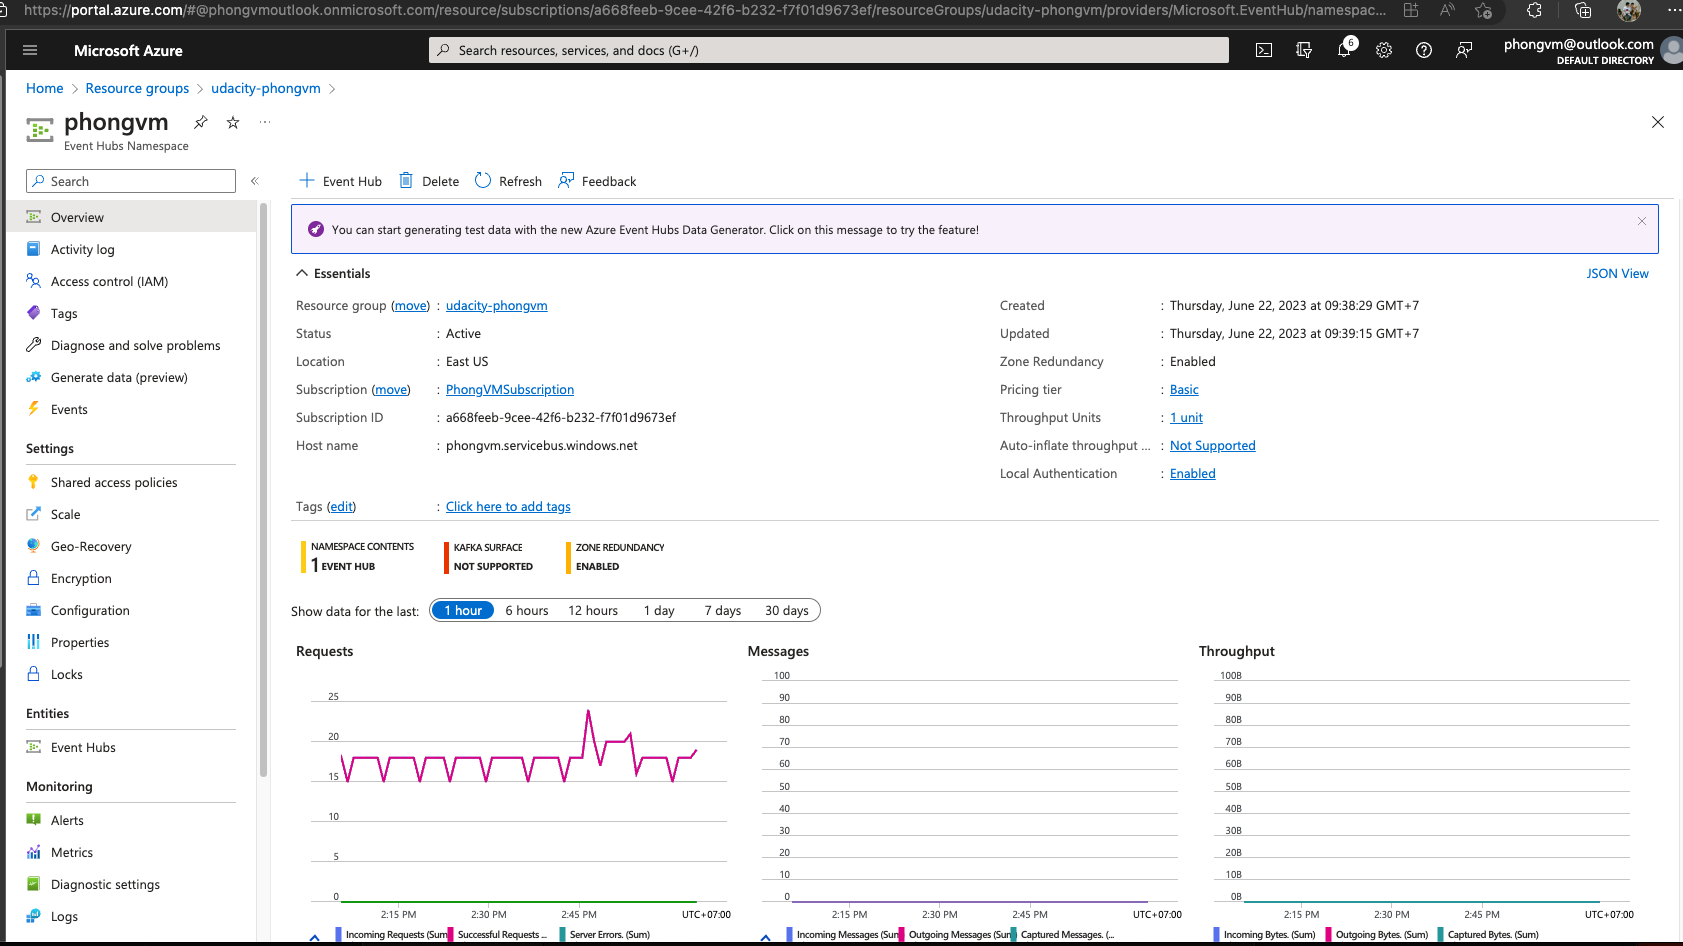 https://portal.azure.com/#@phongvmoutlook.onmicrosoft.com/resource/subscriptions/a668feeb-9cee-42f6-b232-f7f01d9673ef/resourceGroups/udacity-phongvm/providers/Microsoft.EventHub/namespac...
Microsoft Azure
Search resources, services, and docs (G+/)
6
phongvm@outlook.com
DEFAULT DIRECTORY
Home > Resource groups > udacity-phongvm >
phongvm
Event Hubs Namespace
Search
Event Hub
Delete
Refresh
Feedback
Overview
Activity log
Access control (IAM)
Tags
Diagnose and solve problems
Generate data (preview)
Events
Settings
Shared access policies
Scale
Geo-Recovery
Encryption
Configuration
Properties
Locks
Entities
Event Hubs
Monitoring
Alerts
Metrics
Diagnostic settings
Logs
You can start generating test data with the new Azure Event Hubs Data Generator. Click on this message to try the feature!
Essentials
JSON View
Resource group (move) : udacity-phongvm
Status : Active
Location : East US
Subscription (move) : PhongVMSubscription
Subscription ID : a668feeb-9cee-42f6-b232-f7f01d9673ef
Host name : phongvm.servicebus.windows.net
Created : Thursday, June 22, 2023 at 09:38:29 GMT+7
Updated : Thursday, June 22, 2023 at 09:39:15 GMT+7
Zone Redundancy : Enabled
Pricing tier : Basic
Throughput Units : 1 unit
Auto-inflate throughput ... : Not Supported
Local Authentication : Enabled
Tags (edit) : Click here to add tags
NAMESPACE CONTENTS
1 EVENT HUB
KAFKA SURFACE
NOT SUPPORTED
ZONE REDUNDANCY
ENABLED
Show data for the last: 1 hour 6 hours 12 hours 1 day 7 days 30 days
Requests
25
20
15
10
5
0
2:15 PM 2:30 PM 2:45 PM UTC+07:00
Incoming Requests (Sum Successful Requests ... Server Errors. (Sum)
Messages
100
90
80
70
60
50
40
30
20
10
0
2:15 PM 2:30 PM 2:45 PM UTC+07:00
Incoming Messages (Sum Outgoing Messages (Sum Captured Messages. (...
Throughput
100B
90B
80B
70B
60B
50B
40B
30B
20B
10B
0B
2:15 PM 2:30 PM 2:45 PM UTC+07:00
Incoming Bytes. (Sum) Outgoing Bytes. (Sum) Captured Bytes. (Sum)